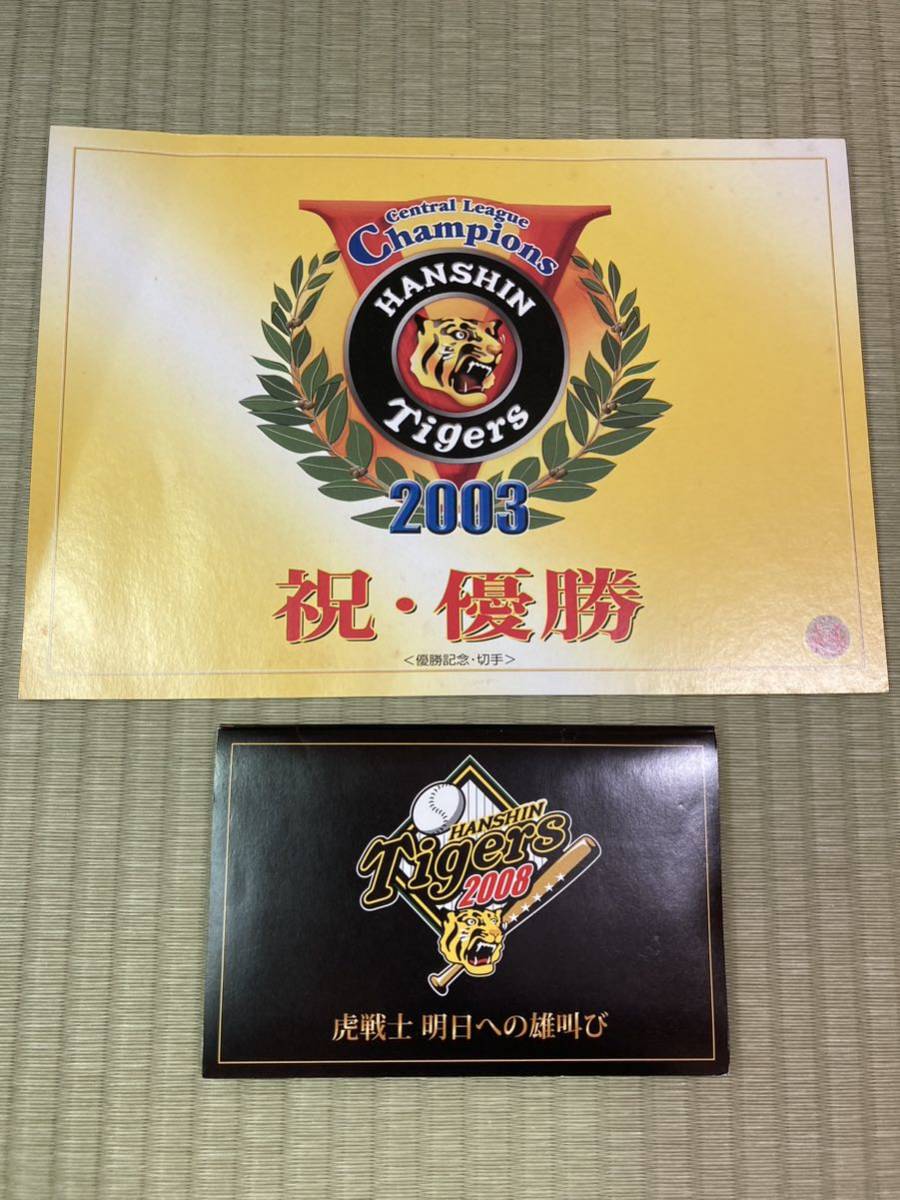 Central League
Champions
HANSHIN
Tigers
2003
祝・優勝
<優勝記念・切手>
HANSHIN
Tigers
2008
虎戦士 明日への雄叫び